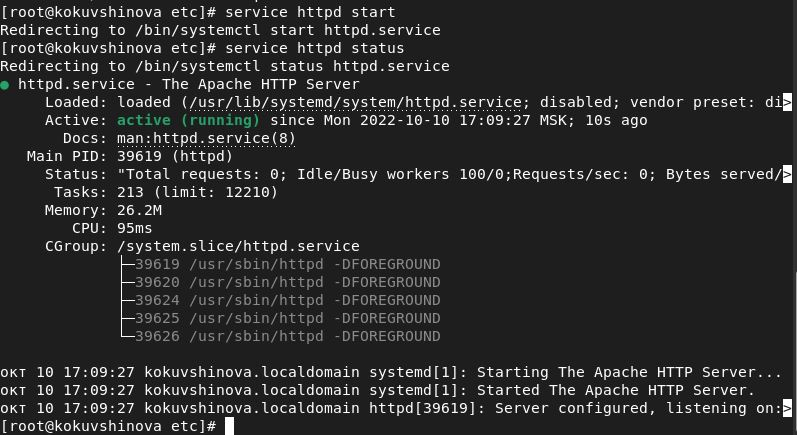 [root@kokuvshinova etc]# service httpd start
Redirecting to /bin/systemctl start httpd.service
[root@kokuvshinova etc]# service httpd status
Redirecting to /bin/systemctl status httpd.service
● httpd.service - The Apache HTTP Server
     Loaded: loaded (/usr/lib/systemd/system/httpd.service; disabled; vendor preset: di>
     Active: active (running) since Mon 2022-10-10 17:09:27 MSK; 10s ago
       Docs: man:httpd.service(8)
   Main PID: 39619 (httpd)
     Status: "Total requests: 0; Idle/Busy workers 100/0;Requests/sec: 0; Bytes served/>
      Tasks: 213 (limit: 12210)
     Memory: 26.2M
        CPU: 95ms
     CGroup: /system.slice/httpd.service
             ├─39619 /usr/sbin/httpd -DFOREGROUND
             ├─39620 /usr/sbin/httpd -DFOREGROUND
             ├─39624 /usr/sbin/httpd -DFOREGROUND
             ├─39625 /usr/sbin/httpd -DFOREGROUND
             └─39626 /usr/sbin/httpd -DFOREGROUND

окт 10 17:09:27 kokuvshinova.localdomain systemd[1]: Starting The Apache HTTP Server...
окт 10 17:09:27 kokuvshinova.localdomain systemd[1]: Started The Apache HTTP Server.
окт 10 17:09:27 kokuvshinova.localdomain httpd[39619]: Server configured, listening on:>
[root@kokuvshinova etc]#